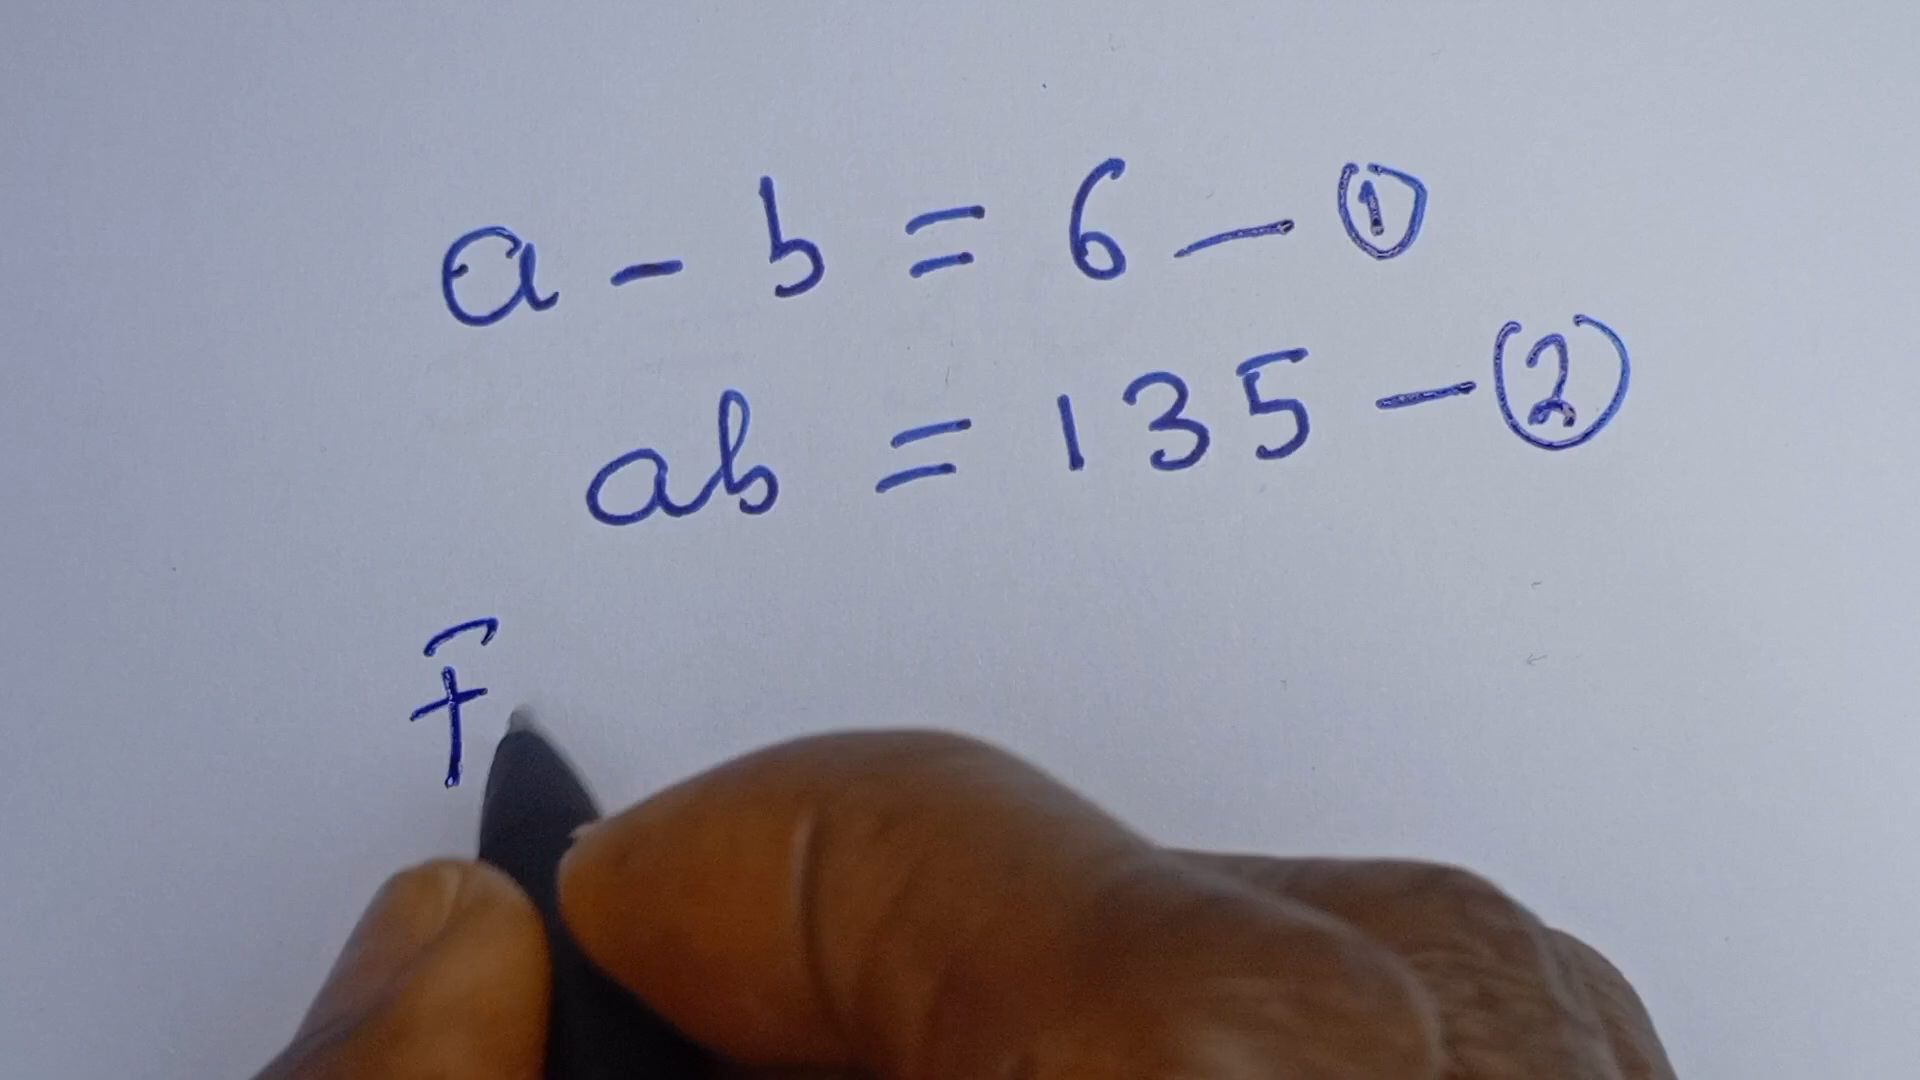 a - b = 6 — ①
ab = 135 — ②
F